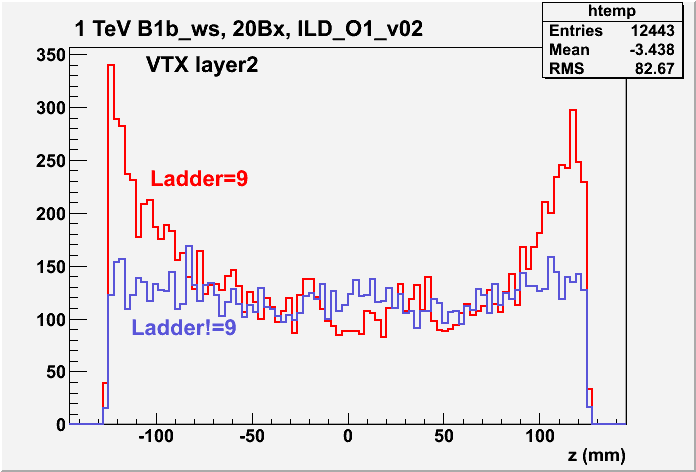 1 TeV B1b_ws, 20Bx, ILD_O1_v02
htemp
Entries 12443
Mean -3.438
RMS 82.67
VTX layer2
Ladder=9
Ladder!=9
350
300
250
200
150
100
50
0
-100 -50 0 50 100
z (mm)